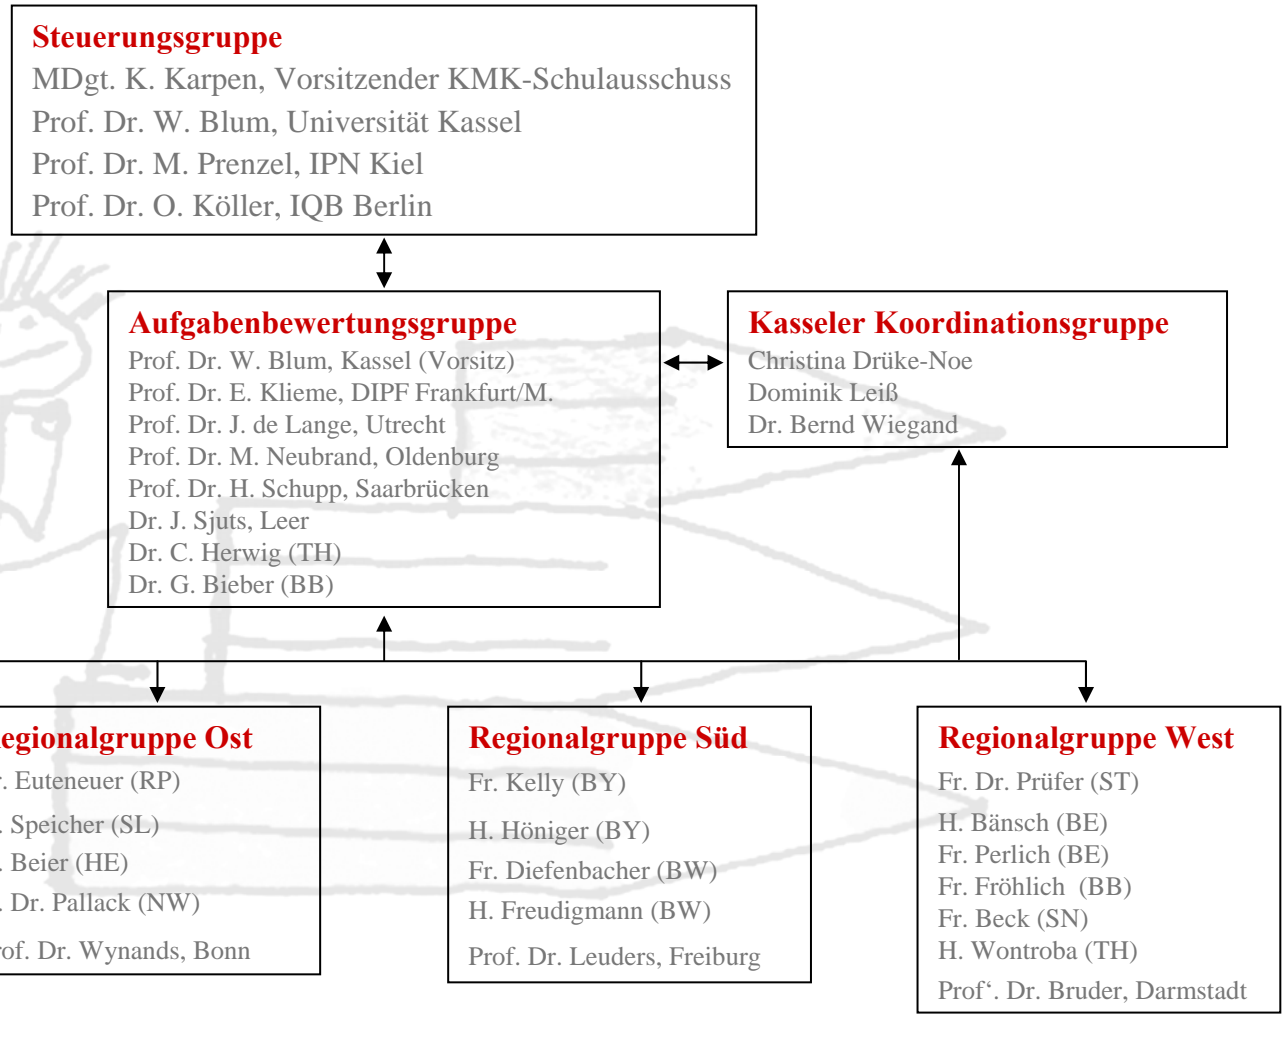 Steuerungsgruppe
MDgt. K. Karpen, Vorsitzender KMK-Schulausschuss
Prof. Dr. W. Blum, Universität Kassel
Prof. Dr. M. Prenzel, IPN Kiel
Prof. Dr. O. Köller, IQB Berlin
Aufgabenbewertungsgruppe
Prof. Dr. W. Blum, Kassel (Vorsitz)
Prof. Dr. E. Klieme, DIPF Frankfurt/M.
Prof. Dr. J. de Lange, Utrecht
Prof. Dr. M. Neubrand, Oldenburg
Prof. Dr. H. Schupp, Saarbrücken
Dr. J. Sjuts, Leer
Dr. C. Herwig (TH)
Dr. G. Bieber (BB)
Kasseler Koordinationsgruppe
Christina Drüke-Noe
Dominik Leiß
Dr. Bernd Wiegand
egionalgruppe Ost
. Euteneuer (RP)
. Speicher (SL)
. Beier (HE)
. Dr. Pallack (NW)
rof. Dr. Wynands, Bonn
Regionalgruppe Süd
Fr. Kelly (BY)
H. Höniger (BY)
Fr. Diefenbacher (BW)
H. Freudigmann (BW)
Prof. Dr. Leuders, Freiburg
Regionalgruppe West
Fr. Dr. Prüfer (ST)
H. Bänsch (BE)
Fr. Perlich (BE)
Fr. Fröhlich  (BB)
Fr. Beck (SN)
H. Wontroba (TH)
Prof‘. Dr. Bruder, Darmstadt